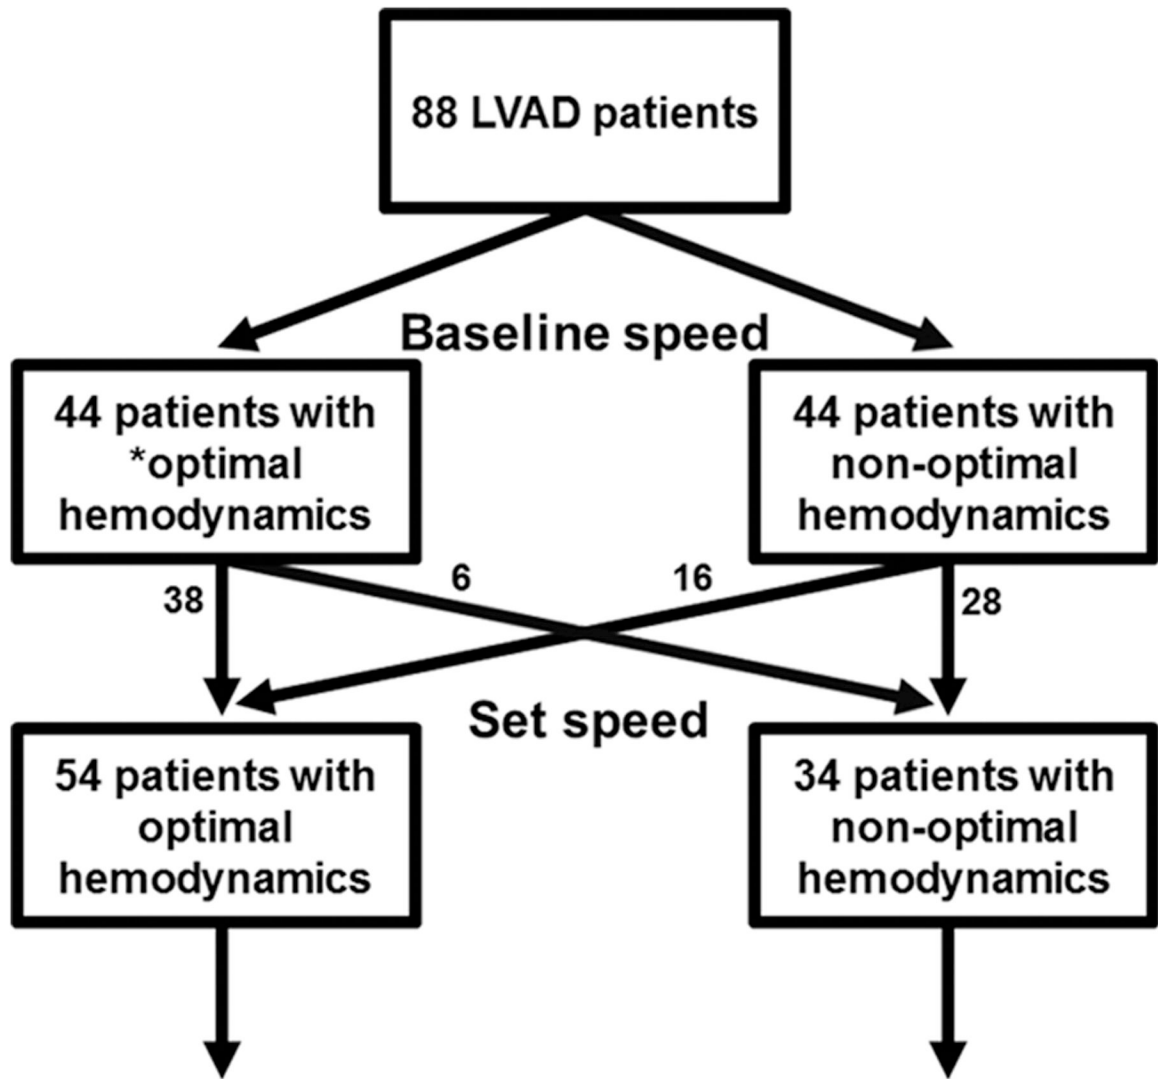 88 LVAD patients
Baseline speed
44 patients with
*optimal
hemodynamics
44 patients with
non-optimal
hemodynamics
38
6
16
28
Set speed
54 patients with
optimal
hemodynamics
34 patients with
non-optimal
hemodynamics